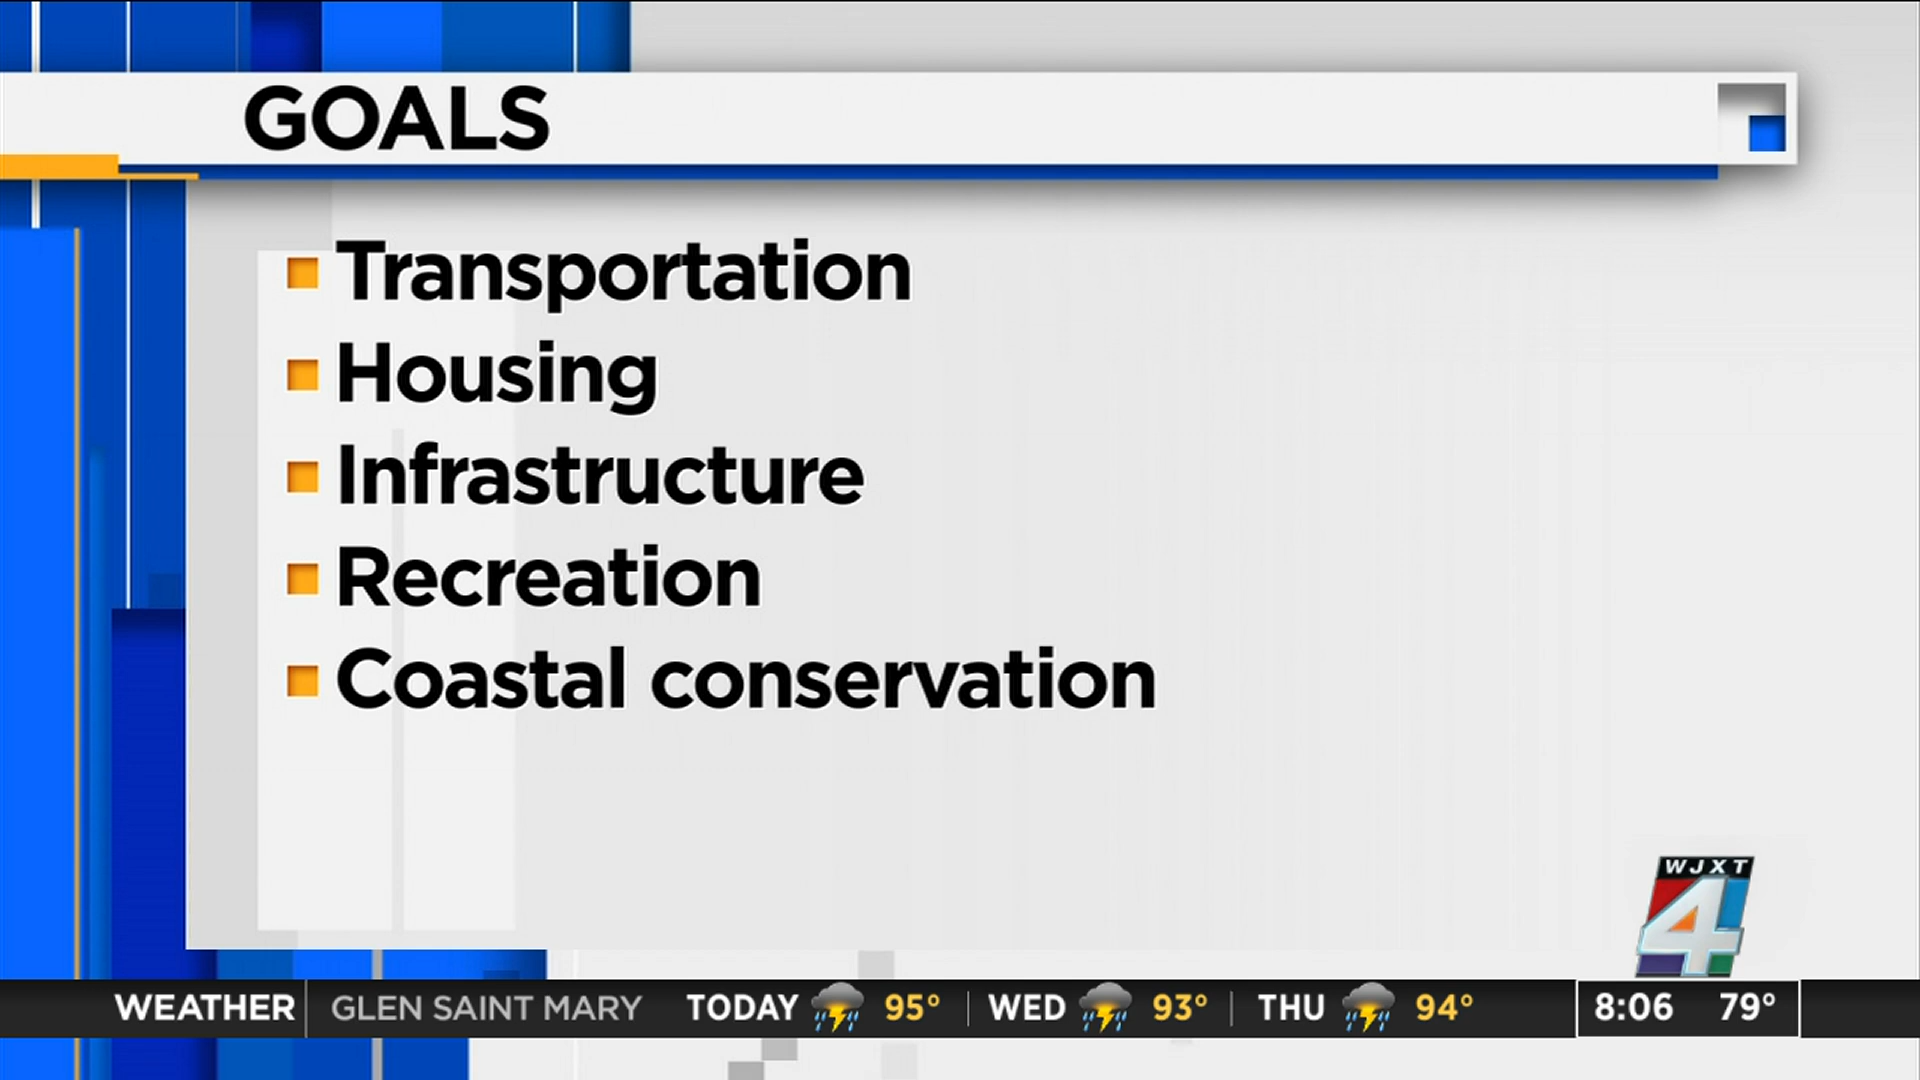 GOALS
Transportation
Housing
Infrastructure
Recreation
Coastal conservation
WJXT
4
WEATHER GLEN SAINT MARY TODAY 95° WED 93° THU 94° 8:06 79°